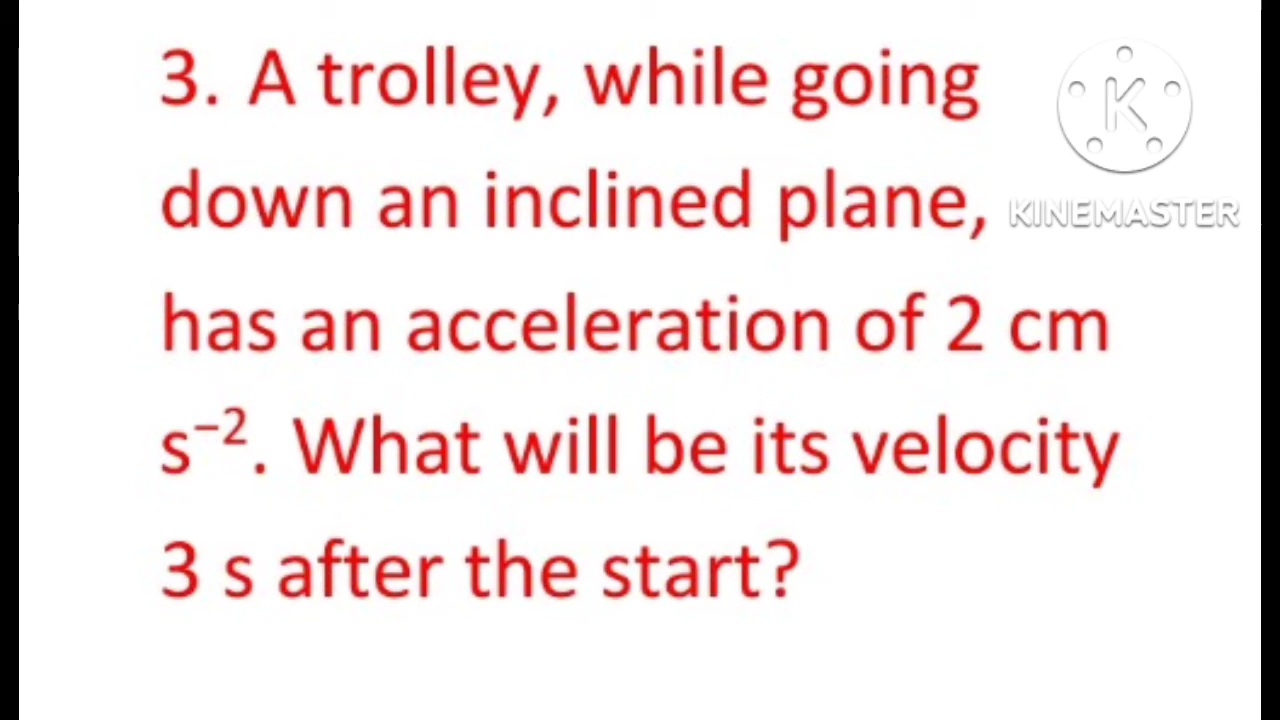 3. A trolley, while going
down an inclined plane,
has an acceleration of 2 cm
s⁻². What will be its velocity
3 s after the start?
K
KINEMASTER